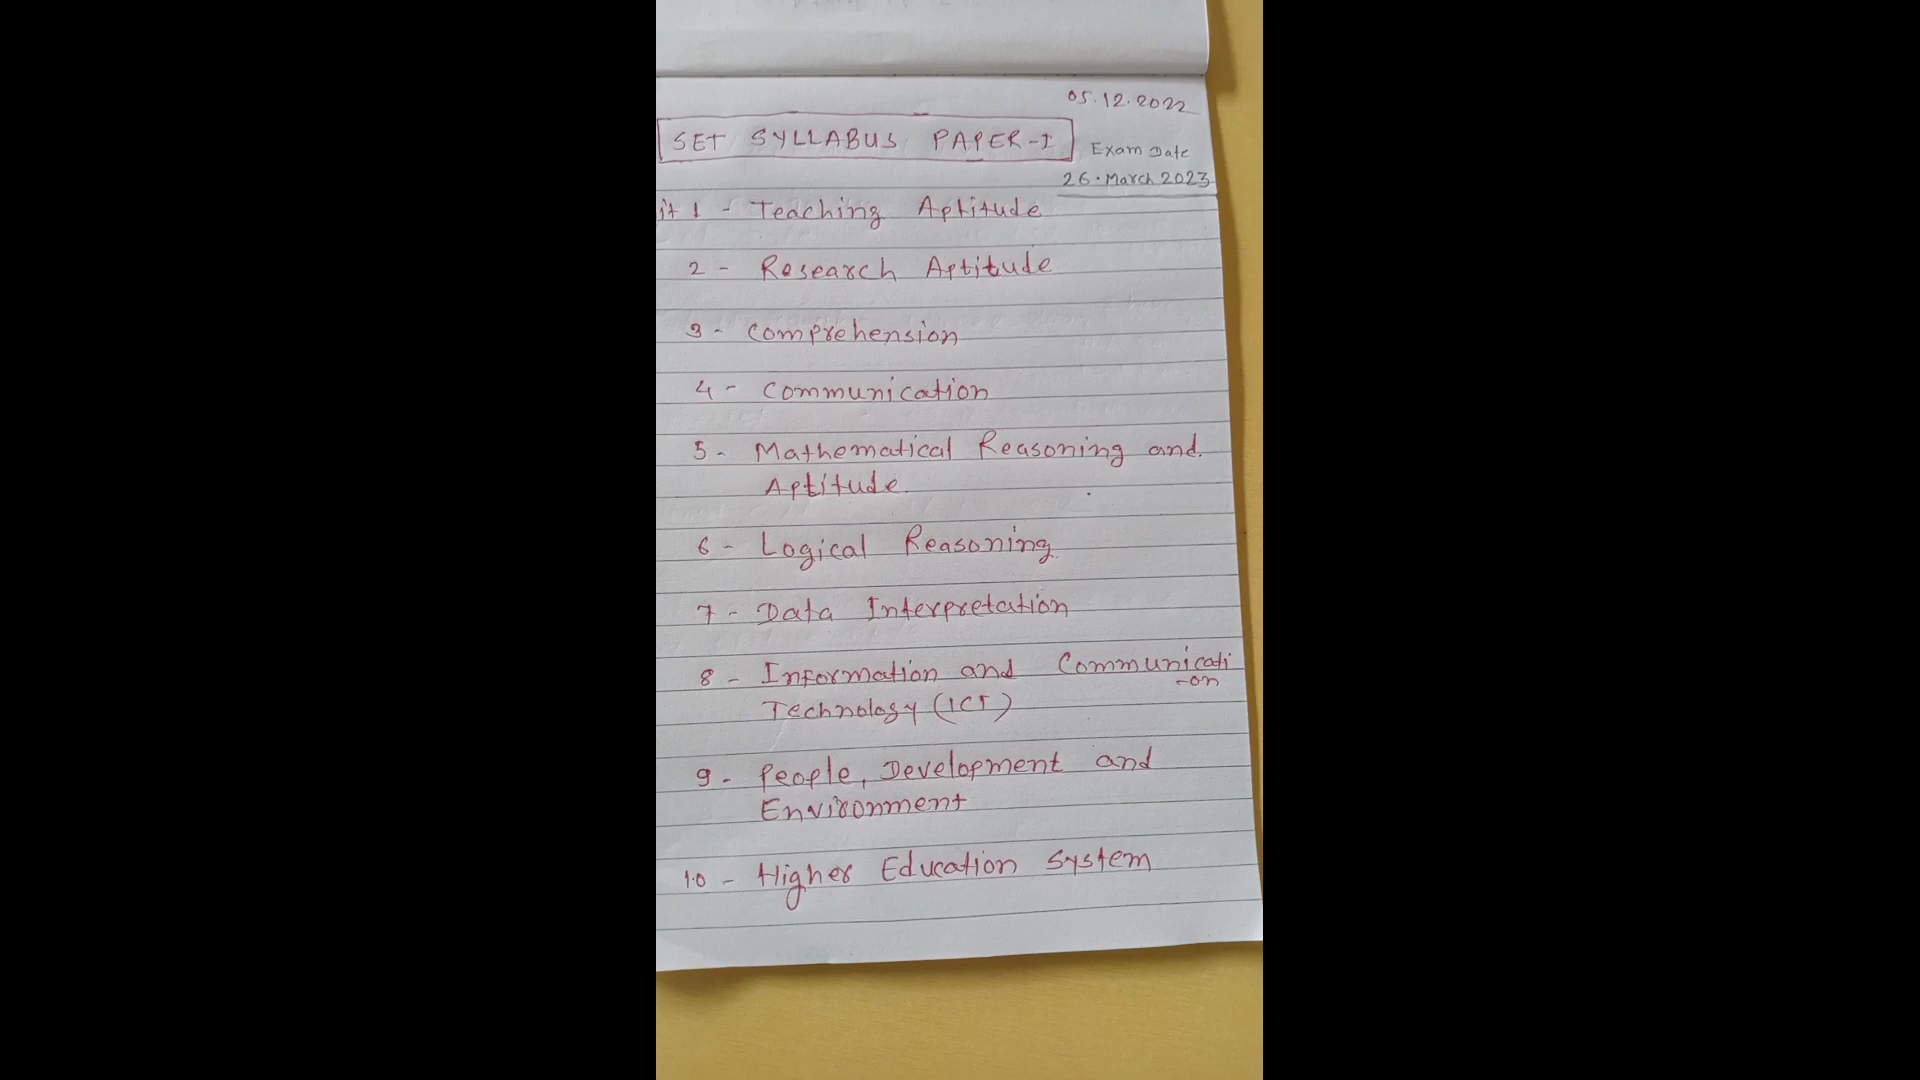 05.12.2022
SET SYLLABUS PAPER-I
Exam Date
26. March 2023
it 1 - Teaching Aptitude
2 - Research Aptitude
3 - Comprehension
4 - Communication
5 - Mathematical Reasoning and
Aptitude
6 - Logical Reasoning
7 - Data Interpretation
8 - Information and Communicati
-on
Technology (ICT)
9 - People, Development and
Environment
10 - Higher Education System